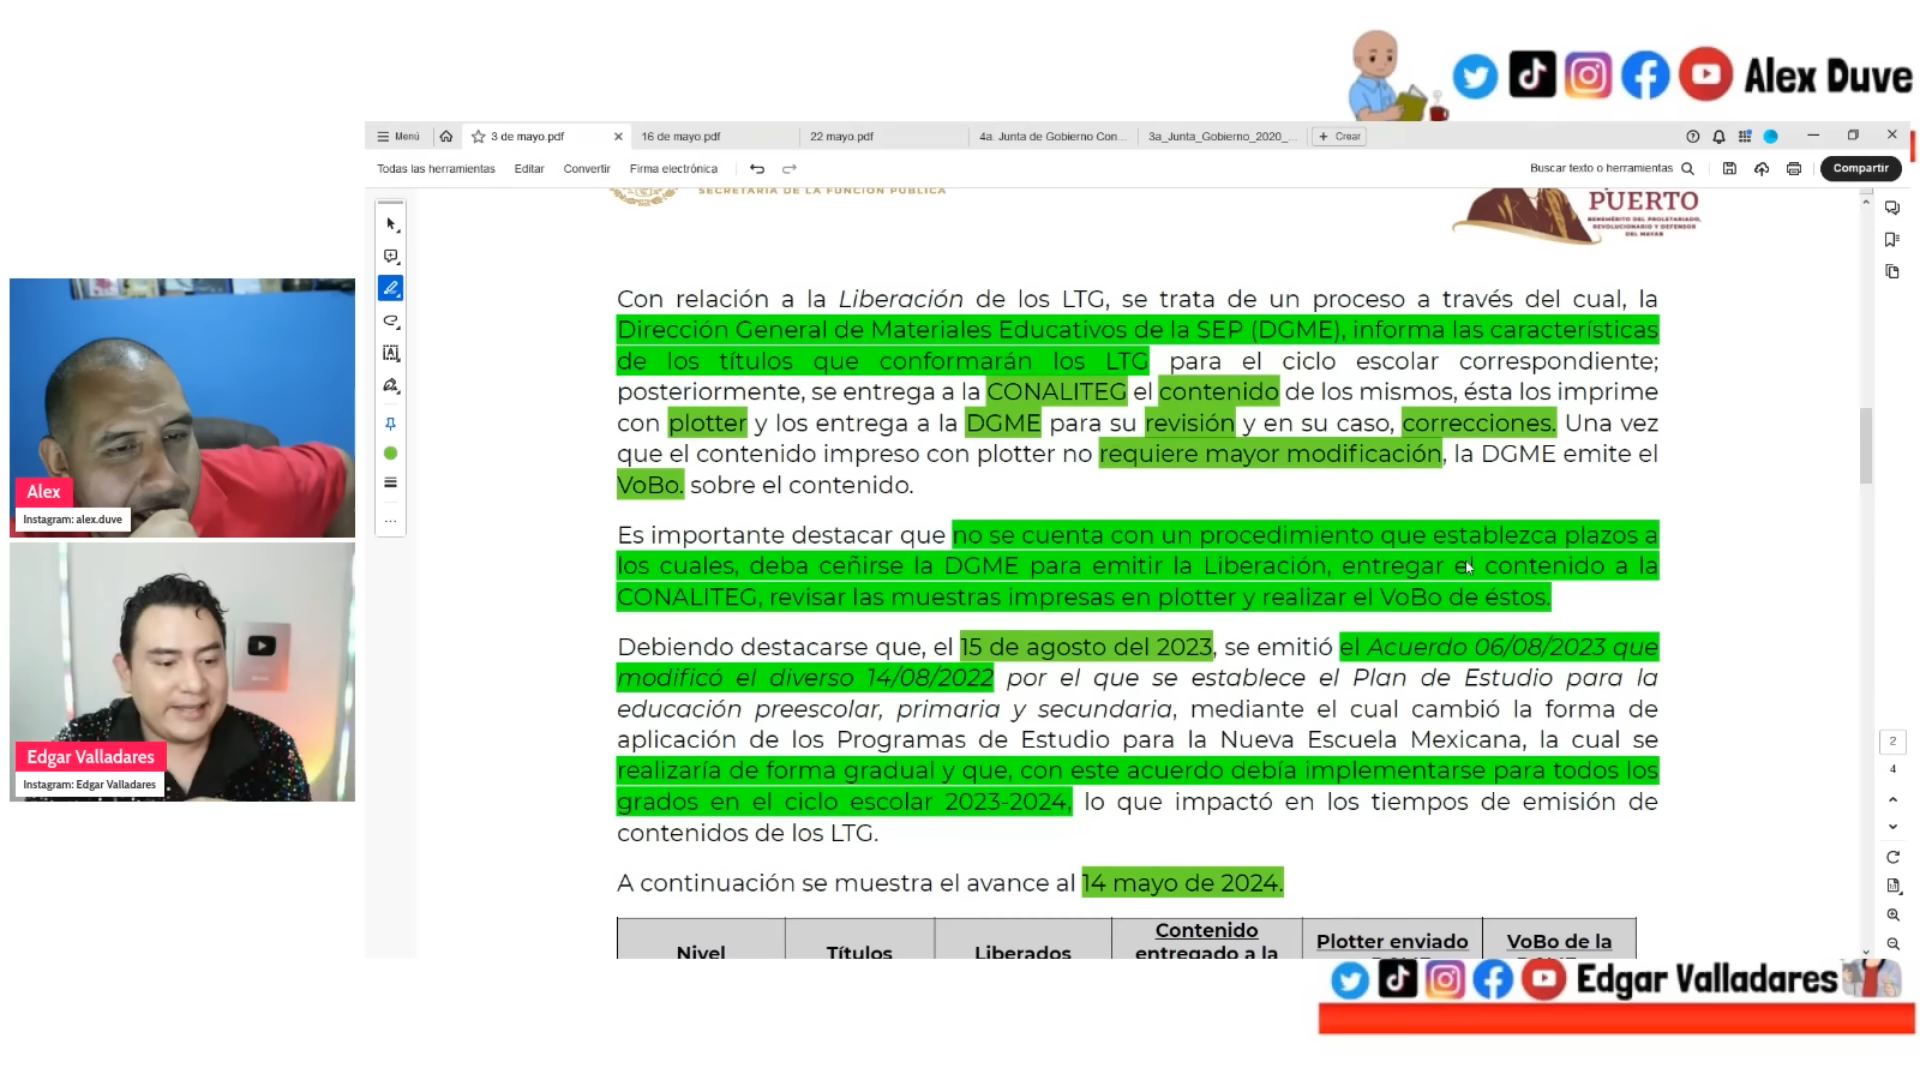 Alex Duve
Menú
3 de mayo.pdf
16 de mayo.pdf
22 mayo.pdf
4a. Junta de Gobierno Con...
3a_Junta_Gobierno_2020_...
+ Crear
Todas las herramientas
Editar
Convertir
Firma electrónica
Buscar texto o herramientas
Compartir
SECRETARÍA DE LA FUNCIÓN PÚBLICA
PUERTO
BENEMÉRITO DEL PROLETARIADO,
REVOLUCIONARIO Y DEFENSOR
DEL MAYAB
Con relación a la Liberación de los LTG, se trata de un proceso a través del cual, la
Dirección General de Materiales Educativos de la SEP (DGME), informa las características
de los títulos que conformarán los LTG para el ciclo escolar correspondiente;
posteriormente, se entrega a la CONALITEG el contenido de los mismos, ésta los imprime
con plotter y los entrega a la DGME para su revisión y en su caso, correcciones. Una vez
que el contenido impreso con plotter no requiere mayor modificación, la DGME emite el
VoBo. sobre el contenido.
Es importante destacar que no se cuenta con un procedimiento que establezca plazos a
los cuales, deba ceñirse la DGME para emitir la Liberación, entregar el contenido a la
CONALITEG, revisar las muestras impresas en plotter y realizar el VoBo de éstos.
Debiendo destacarse que, el 15 de agosto del 2023, se emitió el Acuerdo 06/08/2023 que
modificó el diverso 14/08/2022 por el que se establece el Plan de Estudio para la
educación preescolar, primaria y secundaria, mediante el cual cambió la forma de
aplicación de los Programas de Estudio para la Nueva Escuela Mexicana, la cual se
realizaría de forma gradual y que, con este acuerdo debía implementarse para todos los
grados en el ciclo escolar 2023-2024, lo que impactó en los tiempos de emisión de
contenidos de los LTG.
A continuación se muestra el avance al 14 mayo de 2024.
Nivel
Títulos
Liberados
Contenido
entregado a la
Plotter enviado
VoBo de la
2
4
Alex
Instagram: alex.duve
Edgar Valladares
Instagram: Edgar Valladares
Edgar Valladares